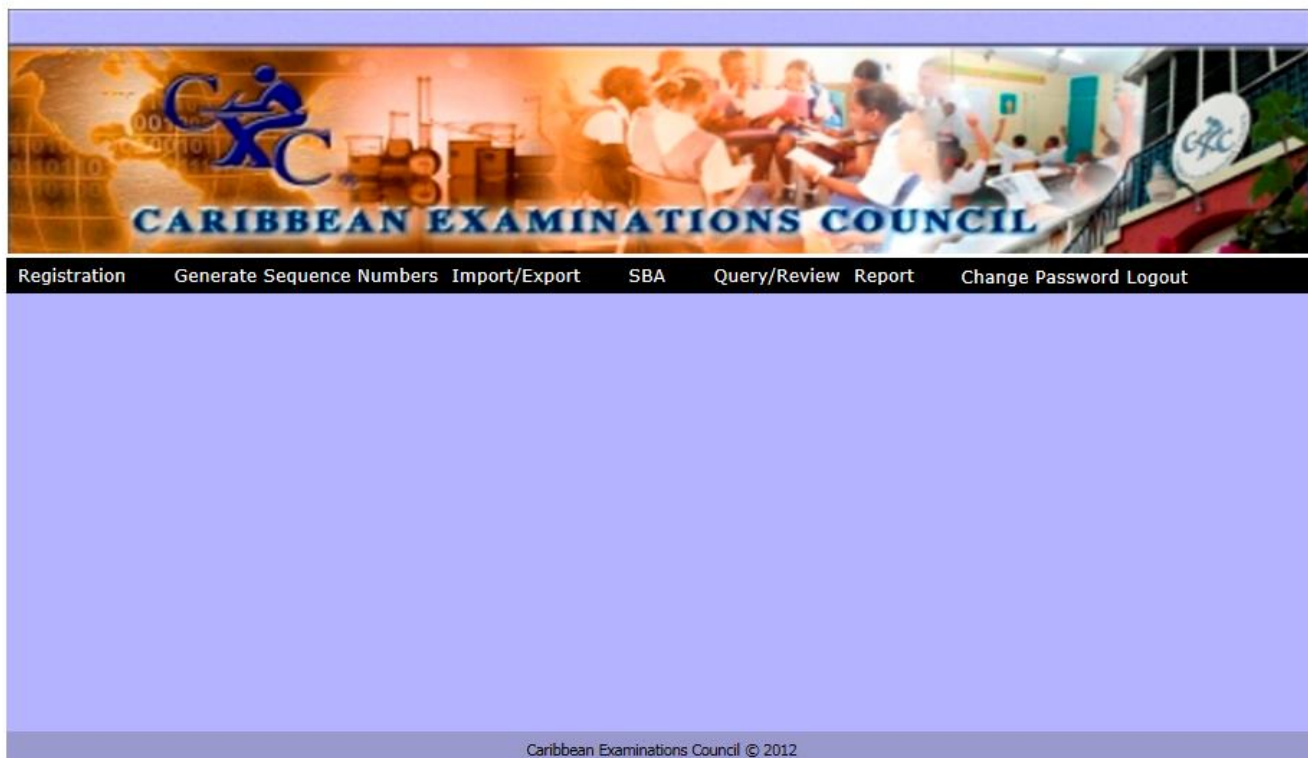 CXC
CARIBBEAN EXAMINATIONS COUNCIL
CXC
Registration Generate Sequence Numbers Import/Export SBA Query/Review Report Change Password Logout
Caribbean Examinations Council © 2012